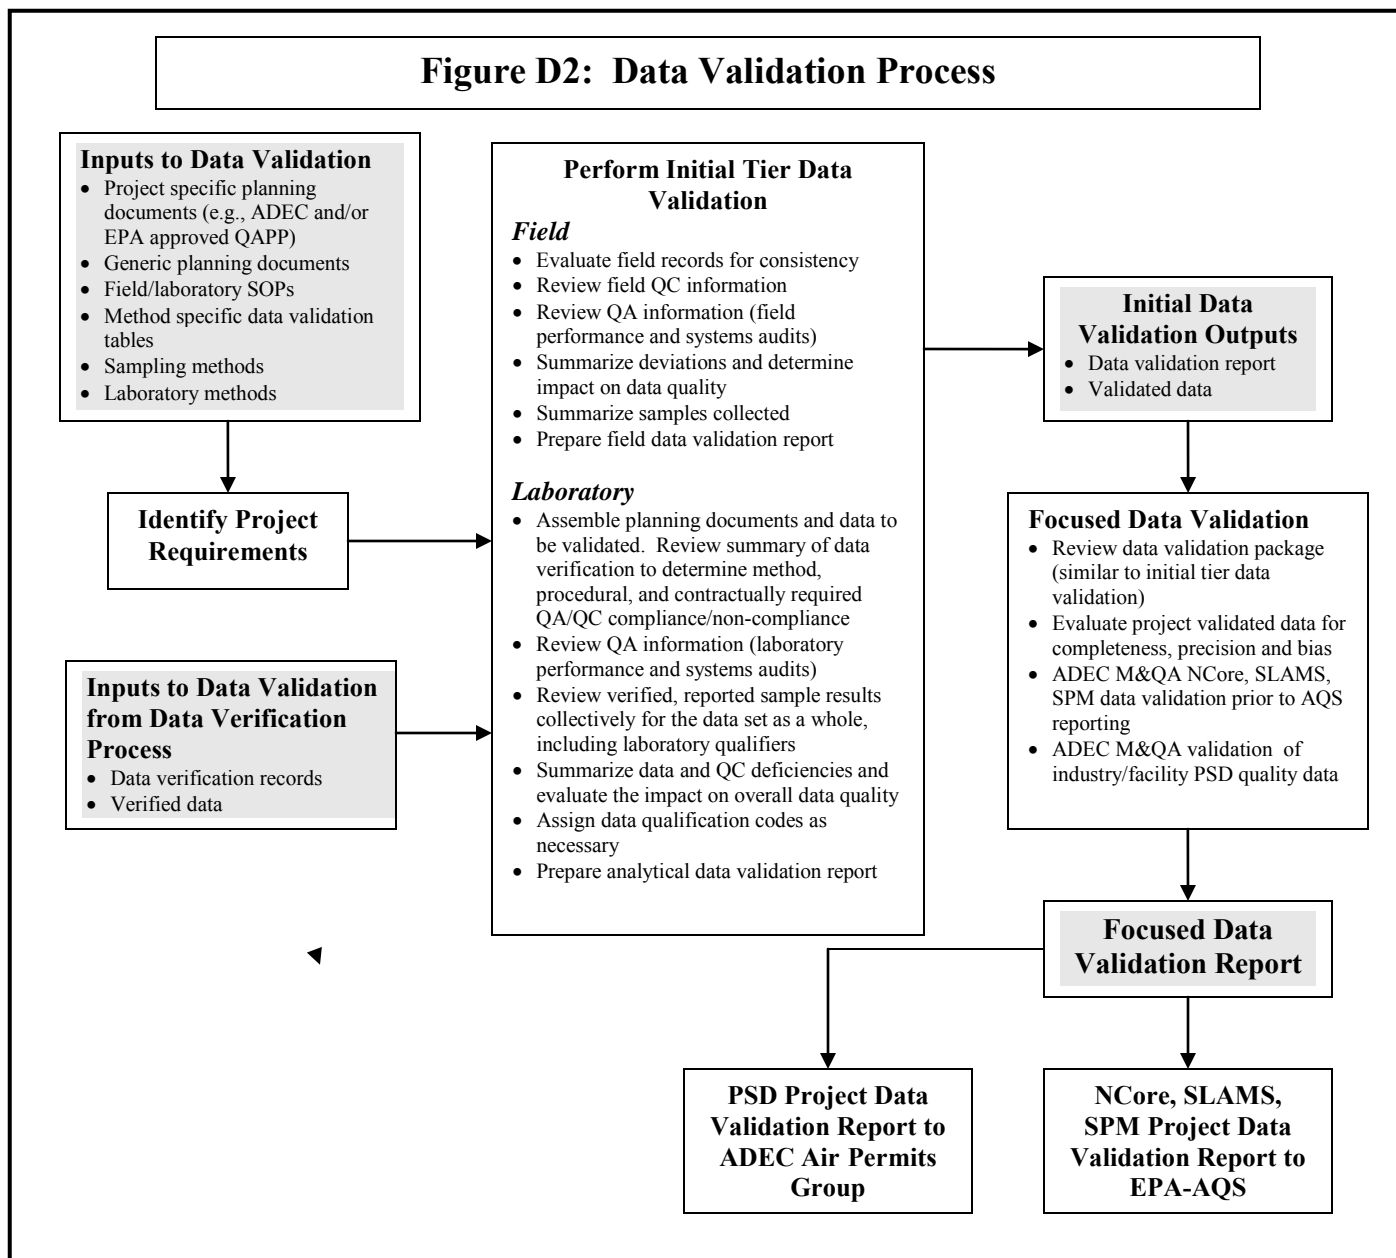 Figure D2:  Data Validation Process
Inputs to Data Validation
• Project specific planning
documents (e.g., ADEC and/or
EPA approved QAPP)
• Generic planning documents
• Field/laboratory SOPs
• Method specific data validation
tables
• Sampling methods
• Laboratory methods
Identify Project
Requirements
Inputs to Data Validation
from Data Verification
Process
• Data verification records
• Verified data
Perform Initial Tier Data
Validation
Field
• Evaluate field records for consistency
• Review field QC information
• Review QA information (field
performance and systems audits)
• Summarize deviations and determine
impact on data quality
• Summarize samples collected
• Prepare field data validation report
Laboratory
• Assemble planning documents and data to
be validated.  Review summary of data
verification to determine method,
procedural, and contractually required
QA/QC compliance/non-compliance
• Review QA information (laboratory
performance and systems audits)
• Review verified, reported sample results
collectively for the data set as a whole,
including laboratory qualifiers
• Summarize data and QC deficiencies and
evaluate the impact on overall data quality
• Assign data qualification codes as
necessary
• Prepare analytical data validation report
Initial Data
Validation Outputs
• Data validation report
• Validated data
Focused Data Validation
• Review data validation package
(similar to initial tier data
validation)
• Evaluate project validated data for
completeness, precision and bias
• ADEC M&QA NCore, SLAMS,
SPM data validation prior to AQS
reporting
• ADEC M&QA validation  of
industry/facility PSD quality data
Focused Data
Validation Report
PSD Project Data
Validation Report to
ADEC Air Permits
Group
NCore, SLAMS,
SPM Project Data
Validation Report to
EPA-AQS